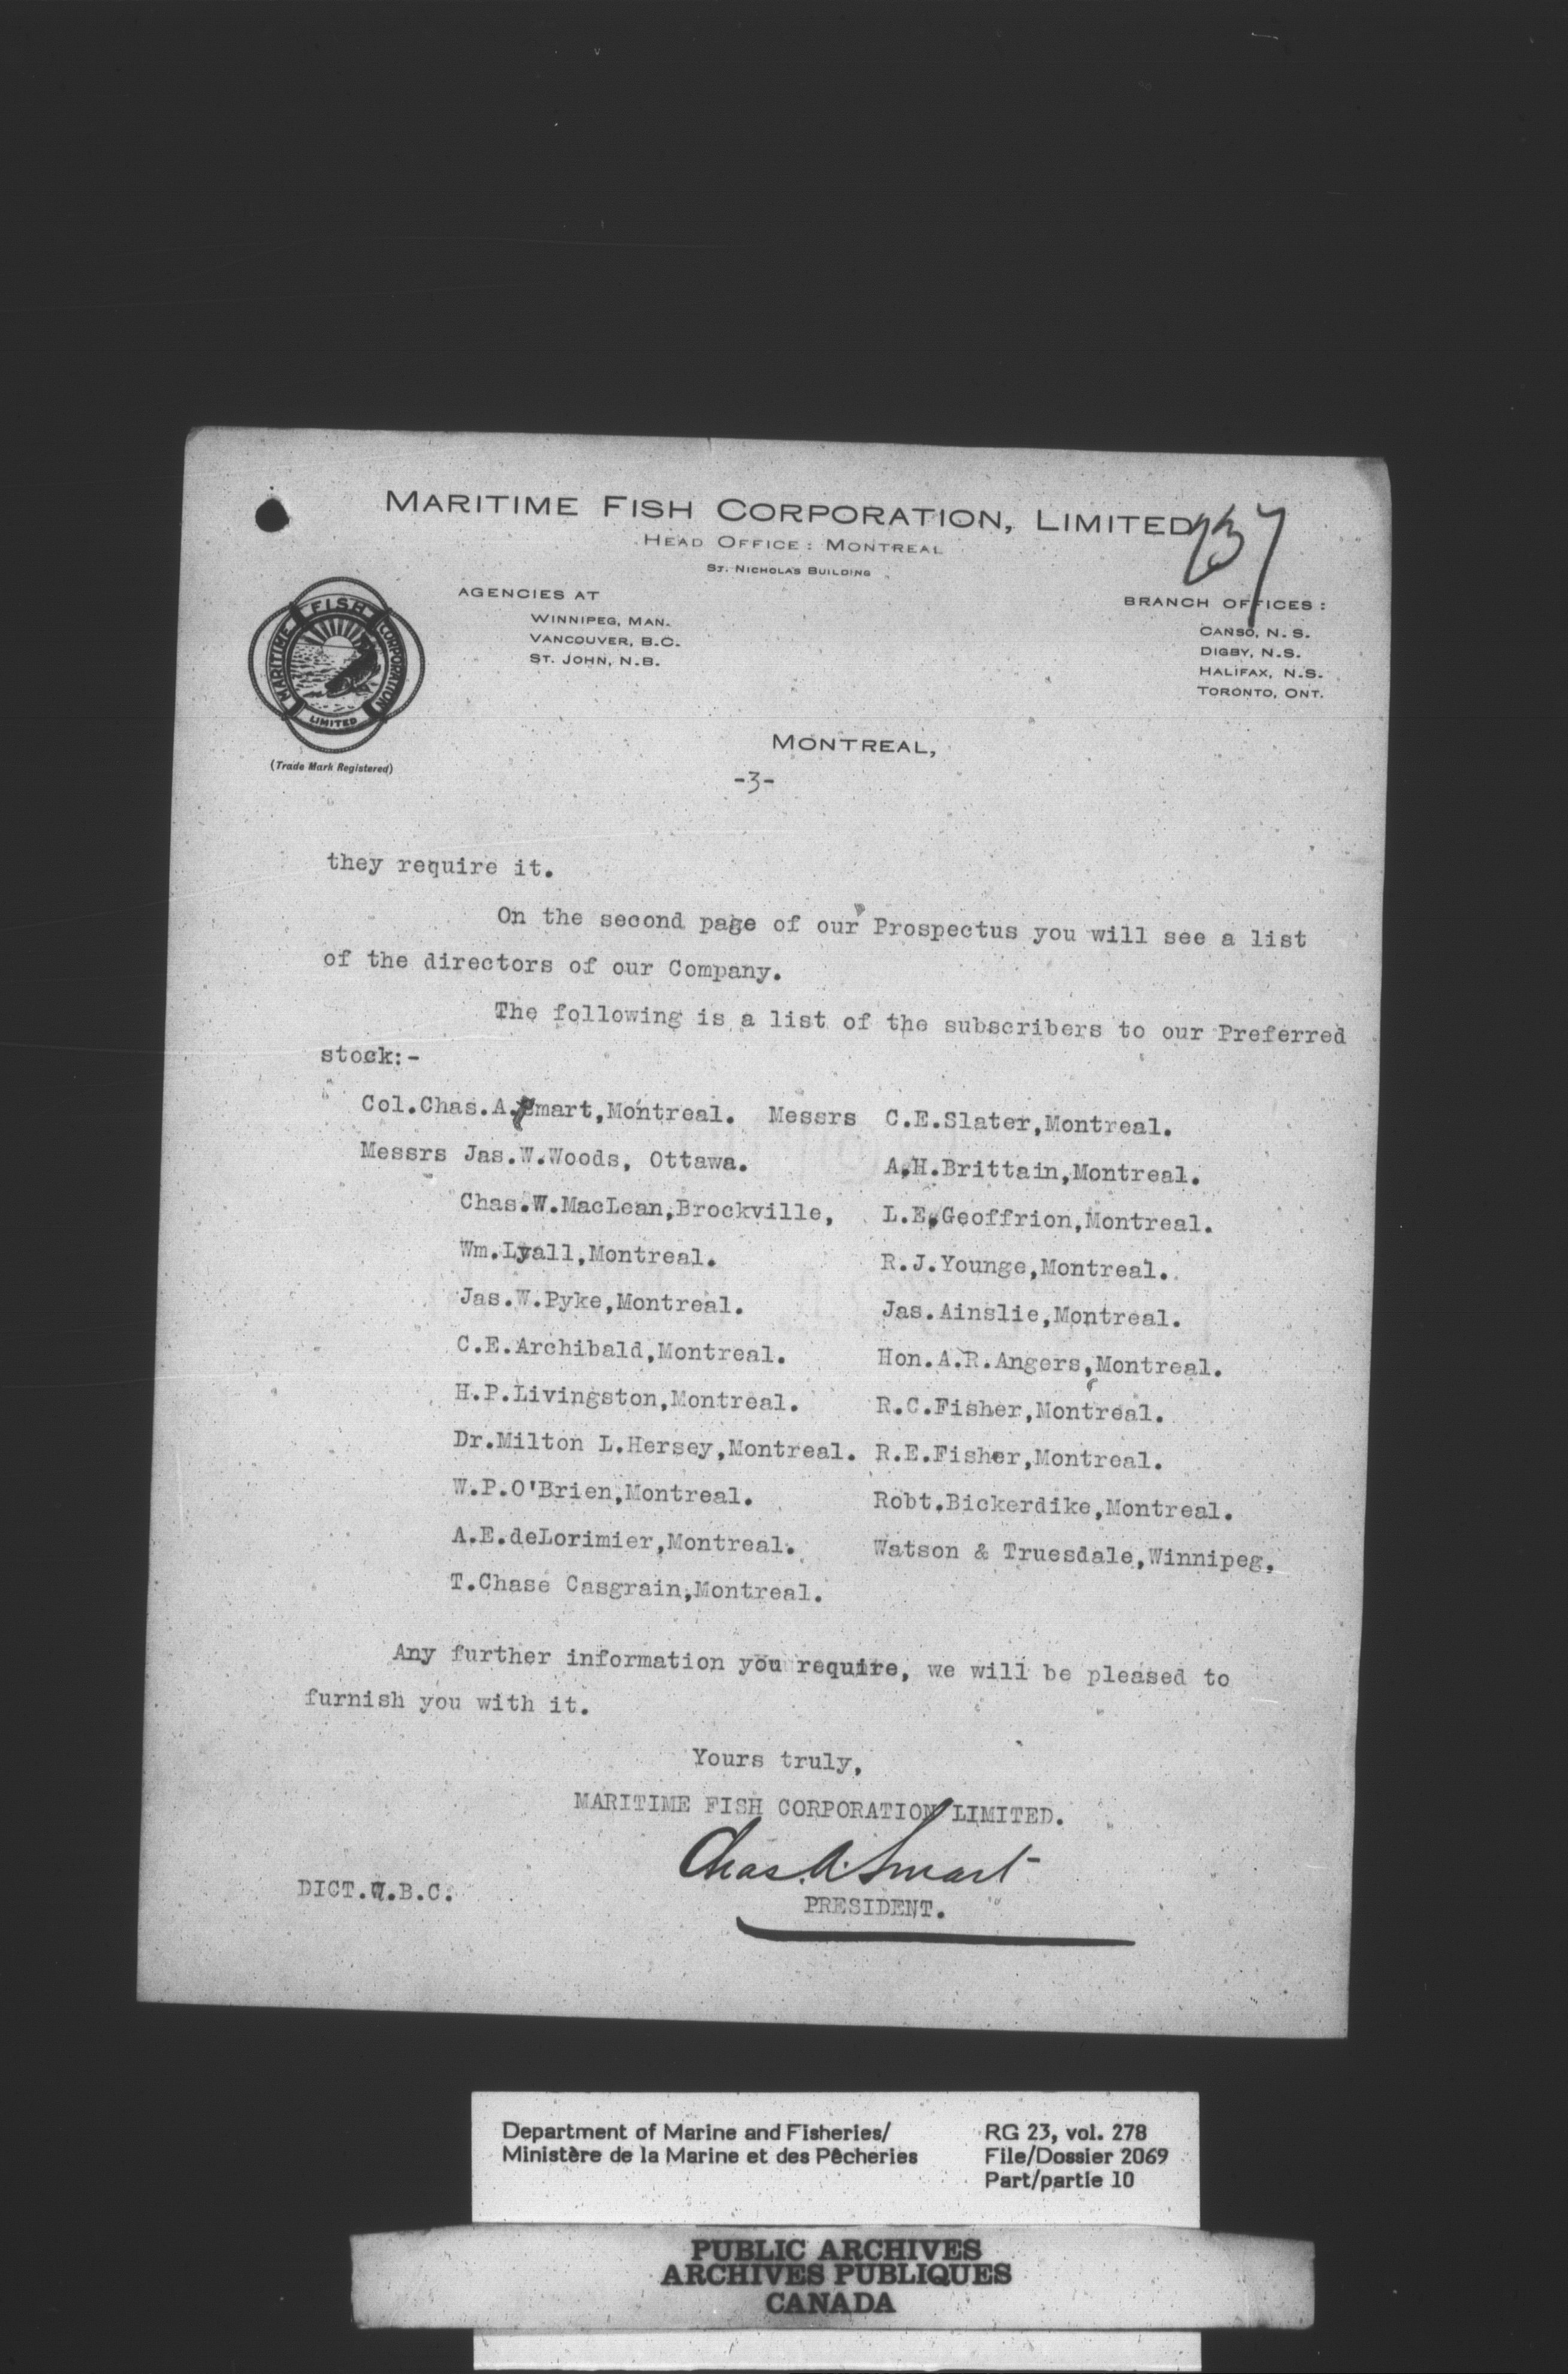 MARITIME FISH CORPORATION, LIMITED
137
HEAD OFFICE: MONTREAL
ST. NICHOLAS BUILDING
AGENCIES AT
WINNIPEG, MAN.
VANCOUVER, B.C.
ST. JOHN, N.B.
BRANCH OFFICES:
CANSO, N.S.
DIGBY, N.S.
HALIFAX, N.S.
TORONTO, ONT.
MARITIME FISH CORPORATION LIMITED
(Trade Mark Registered)
MONTREAL,
-3-
they require it.
On the second page of our Prospectus you will see a list
of the directors of our Company.
The following is a list of the subscribers to our Preferred
stock:-
Col.Chas.A.Smart,Montreal. Messrs C.E.Slater,Montreal.
Messrs Jas.W.Woods, Ottawa. A.H.Brittain,Montreal.
Chas.W.MacLean,Brockville, L.E.Geoffrion,Montreal.
Wm.Lyall,Montreal. R.J.Younge,Montreal.
Jas.W.Pyke,Montreal. Jas.Ainslie,Montreal.
C.E.Archibald,Montreal. Hon.A.R.Angers,Montreal.
H.P.Livingston,Montreal. R.C.Fisher,Montreal.
Dr.Milton L.Hersey,Montreal. R.E.Fisher,Montreal.
W.P.O'Brien,Montreal. Robt.Bickerdike,Montreal.
A.E.deLorimier,Montreal. Watson & Truesdale,Winnipeg,
T.Chase Casgrain,Montreal.
Any further information you require, we will be pleased to
furnish you with it.
Yours truly,
MARITIME FISH CORPORATION LIMITED.
Chas. A. Smart
PRESIDENT.
DICT.W.B.C.
Department of Marine and Fisheries/
Ministère de la Marine et des Pêcheries
RG 23, vol. 278
File/Dossier 2069
Part/partie 10
PUBLIC ARCHIVES
ARCHIVES PUBLIQUES
CANADA